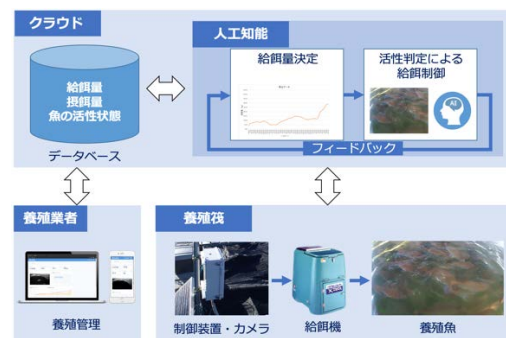 クラウド
給餌量
摂餌量
魚の活性状態
データベース
人工知能
給餌量決定
活性判定による
給餌制御
AI
フィードバック
養殖業者
養殖管理
養殖筏
制御装置・カメラ
給餌機
養殖魚